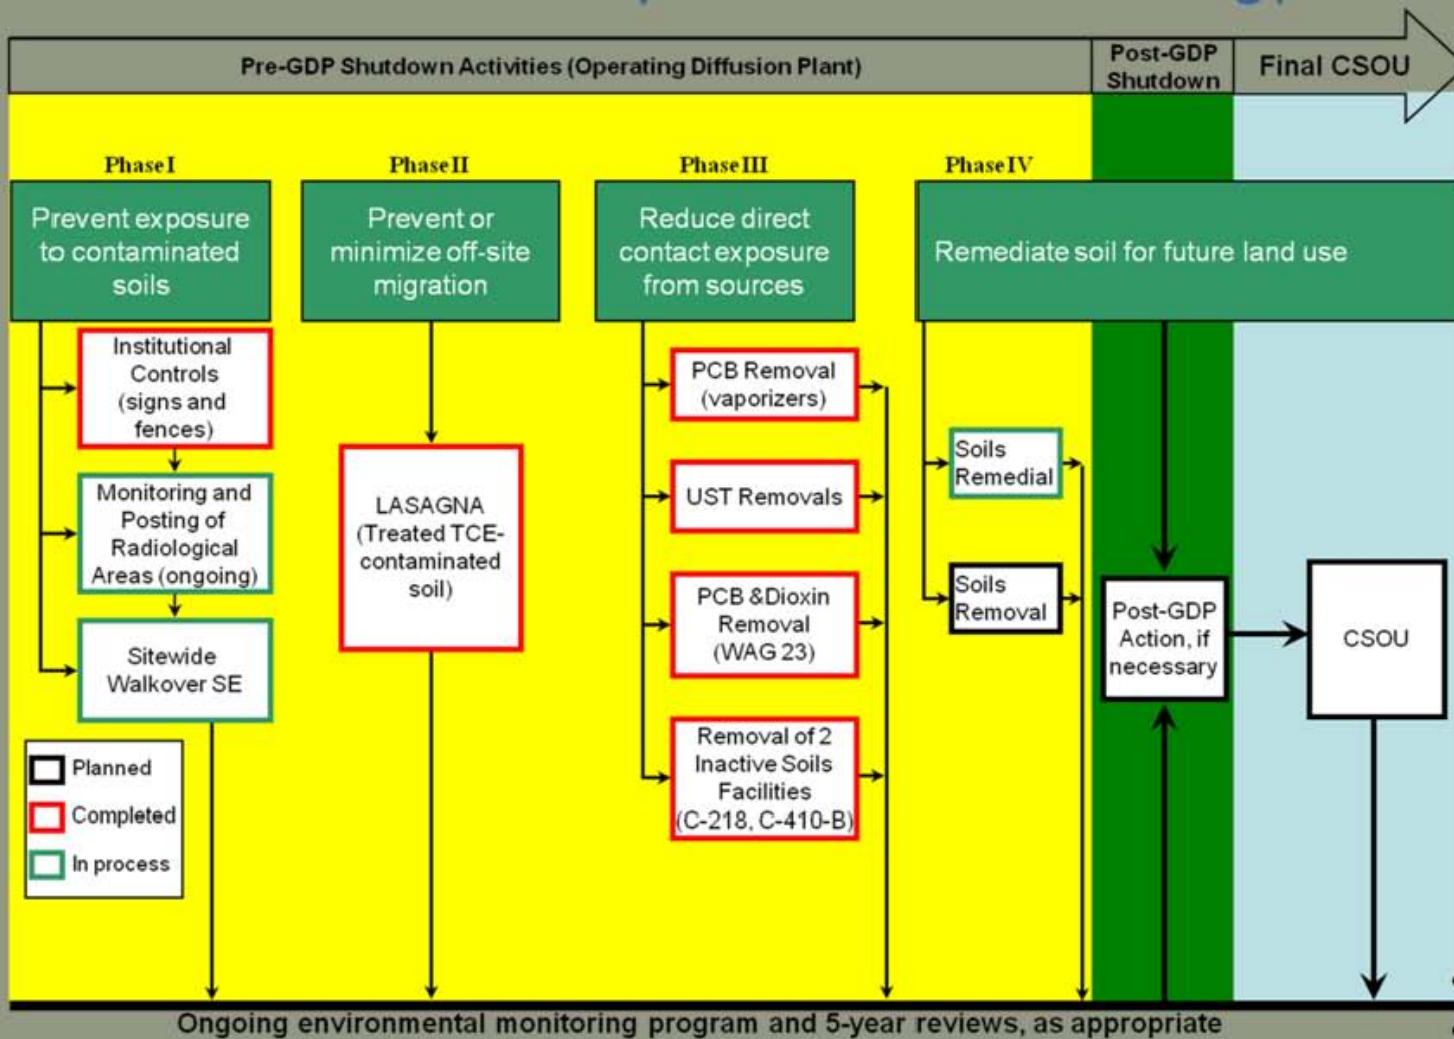 Pre-GDP Shutdown Activities (Operating Diffusion Plant)
Post-GDP
Shutdown
Final CSOU
Phase I
Prevent exposure
to contaminated
soils
Institutional
Controls
(signs and
fences)
Monitoring and
Posting of
Radiological
Areas (ongoing)
Sitewide
Walkover SE
Phase II
Prevent or
minimize off-site
migration
LASAGNA
(Treated TCE-
contaminated
soil)
Phase III
Reduce direct
contact exposure
from sources
PCB Removal
(vaporizers)
UST Removals
PCB &Dioxin
Removal
(WAG 23)
Removal of 2
Inactive Soils
Facilities
(C-218, C-410-B)
Phase IV
Remediate soil for future land use
Soils
Remedial
Soils
Removal
Post-GDP
Action, if
necessary
CSOU
Planned
Completed
In process
Ongoing environmental monitoring program and 5-year reviews, as appropriate